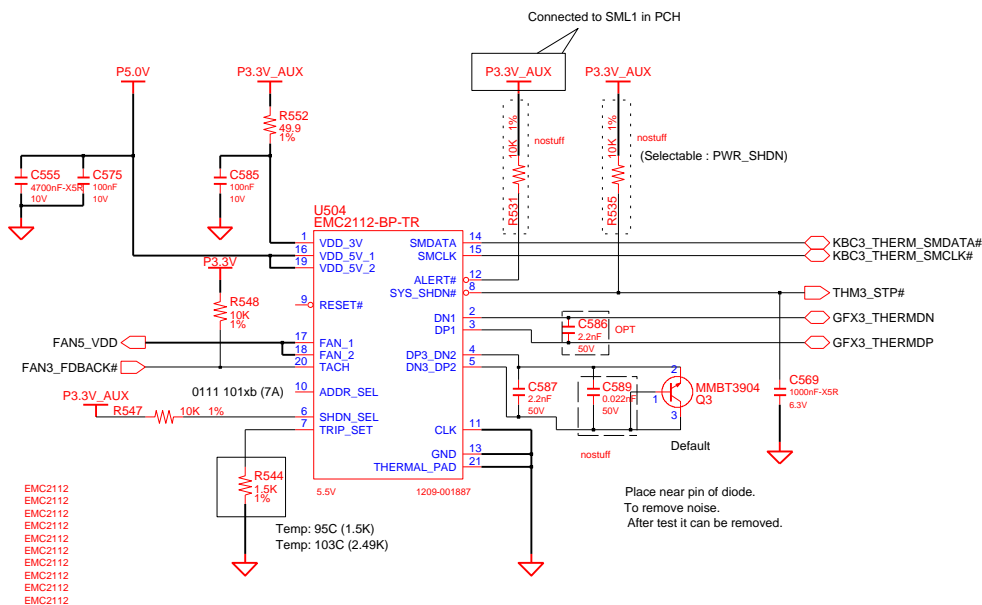 Connected to SML1 in PCH
P5.0V
P3.3V_AUX
P3.3V_AUX
P3.3V_AUX
R552
49.9
1%
10K 1%
nostuff
R531
10K 1%
nostuff
(Selectable : PWR_SHDN)
R535
C555
4700nF-X5R
10V
C575
100nF
10V
C585
100nF
10V
U504
EMC2112-BP-TR
1 VDD_3V
16 VDD_5V_1
19 VDD_5V_2
9 RESET#
17 FAN_1
18 FAN_2
20 TACH
10 ADDR_SEL
6 SHDN_SEL
7 TRIP_SET
SMDATA 14
SMCLK 15
ALERT# 12
SYS_SHDN# 8
DN1 2
DP1 3
DP3_DN2 4
DN3_DP2 5
CLK 11
GND 13
THERMAL_PAD 21
5.5V
1209-001887
P3.3V
R548
10K
1%
FAN5_VDD
FAN3_FDBACK#
0111 101xb (7A)
P3.3V_AUX
R547
10K 1%
R544
1.5K
1%
Temp: 95C (1.5K)
Temp: 103C (2.49K)
KBC3_THERM_SMDATA#
KBC3_THERM_SMCLK#
THM3_STP#
GFX3_THERMDN
GFX3_THERMDP
C586
2.2nF
50V
OPT
C587
2.2nF
50V
C589
0.022nF
50V
nostuff
2
1
3
MMBT3904
Q3
Default
C569
1000nF-X5R
6.3V
Place near pin of diode.
To remove noise.
After test it can be removed.
EMC2112
EMC2112
EMC2112
EMC2112
EMC2112
EMC2112
EMC2112
EMC2112
EMC2112
EMC2112